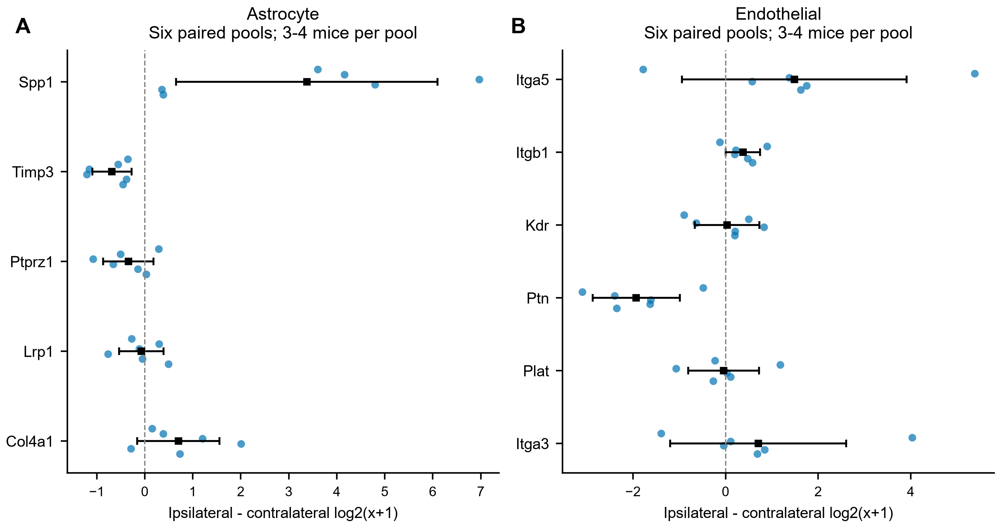 A
Astrocyte
Six paired pools; 3-4 mice per pool
Spp1
Timp3
Ptprz1
Lrp1
Col4a1
−1 0 1 2 3 4 5 6 7
Ipsilateral - contralateral log2(x+1)
B
Endothelial
Six paired pools; 3-4 mice per pool
Itga5
Itgb1
Kdr
Ptn
Plat
Itga3
−2 0 2 4
Ipsilateral - contralateral log2(x+1)